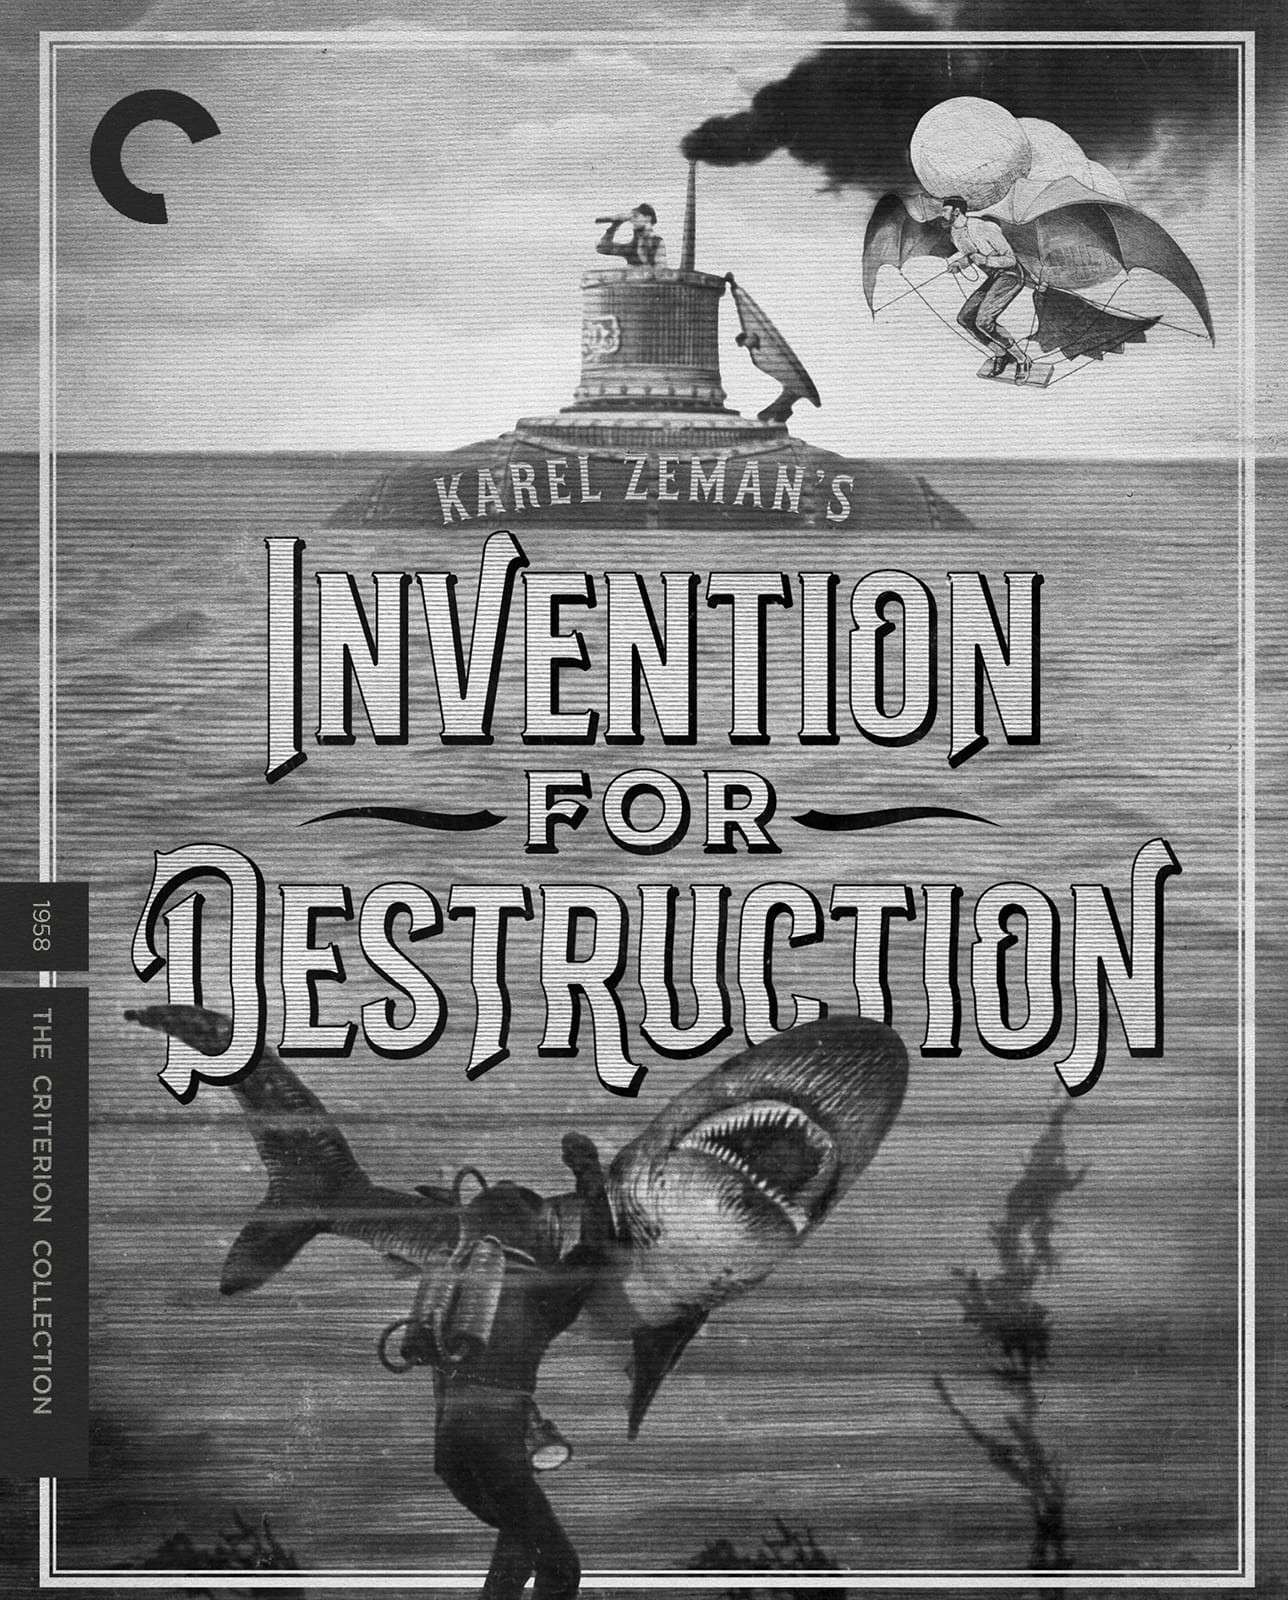 KAREL ZEMAN'S
INVENTION
FOR
DESTRUCTION
1958
THE CRITERION COLLECTION